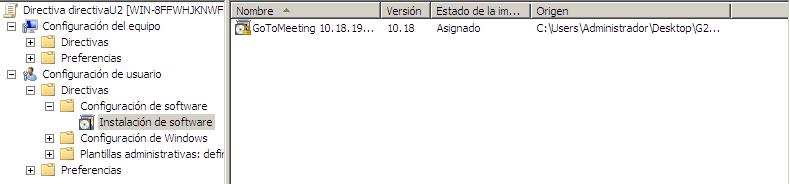 Directiva directivaU2 [WIN-8FFWHJKNWF
Configuración del equipo
Directivas
Preferencias
Configuración de usuario
Directivas
Configuración de software
Instalación de software
Configuración de Windows
Plantillas administrativas: defir
Preferencias
Nombre Versión Estado de la im... Origen
GoToMeeting 10.18.19... 10.18 Asignado C:\Users\Administrador\Desktop\G2...